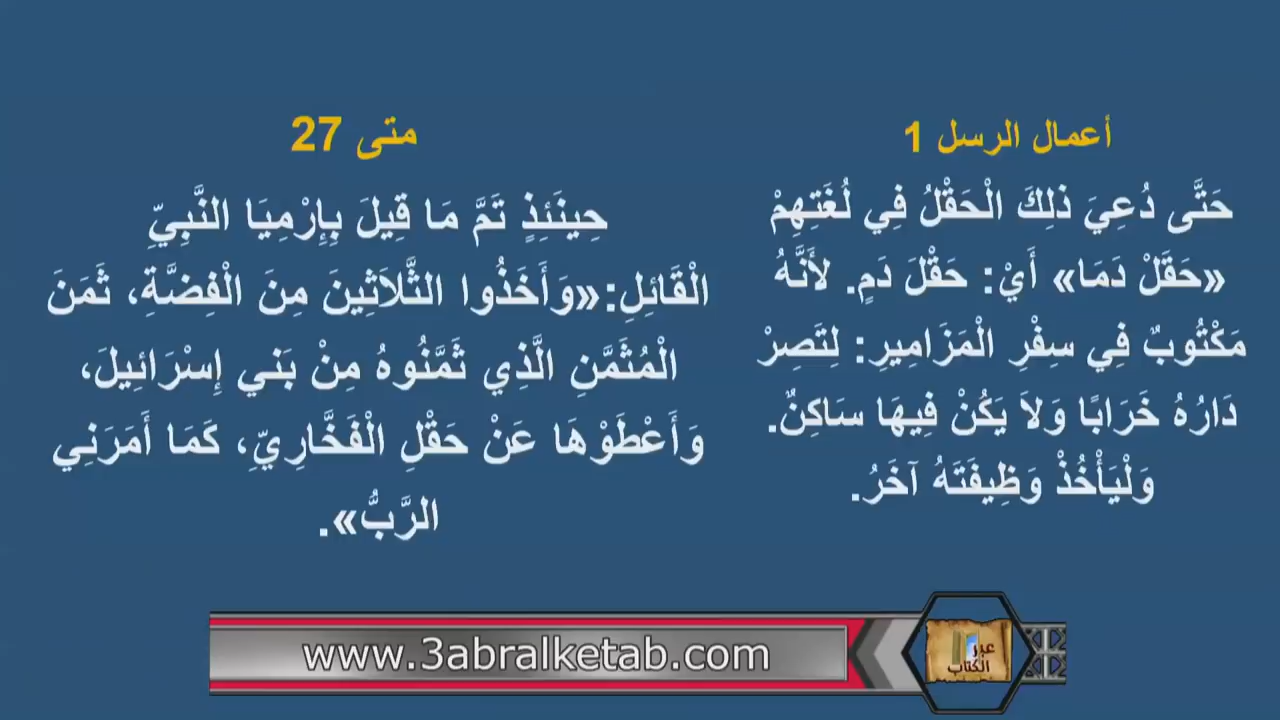 أعمال الرسل 1
حَتَّى دُعِيَ ذلِكَ الْحَقْلُ فِي لُغَتِهِمْ
«حَقَلْ دَمَا» أَيْ: حَقْلَ دَمٍ. لأَنَّهُ
مَكْتُوبٌ فِي سِفْرِ الْمَزَامِيرِ: لِتَصِرْ
دَارُهُ خَرَابًا وَلاَ يَكُنْ فِيهَا سَاكِنٌ.
وَلْيَأْخُذْ وَظِيفَتَهُ آخَرُ.
متى 27
حِينَئِذٍ تَمَّ مَا قِيلَ بِإِرْمِيَا النَّبِيِّ
الْقَائِلِ:«وَأَخَذُوا الثَّلاَثِينَ مِنَ الْفِضَّةِ، ثَمَنَ
الْمُثَمَّنِ الَّذِي ثَمَّنُوهُ مِنْ بَنِي إِسْرَائِيلَ،
وَأَعْطَوْهَا عَنْ حَقْلِ الْفَخَّارِيِّ، كَمَا أَمَرَنِي
الرَّبُّ».
www.3abralketab.com
عبر
الكتاب